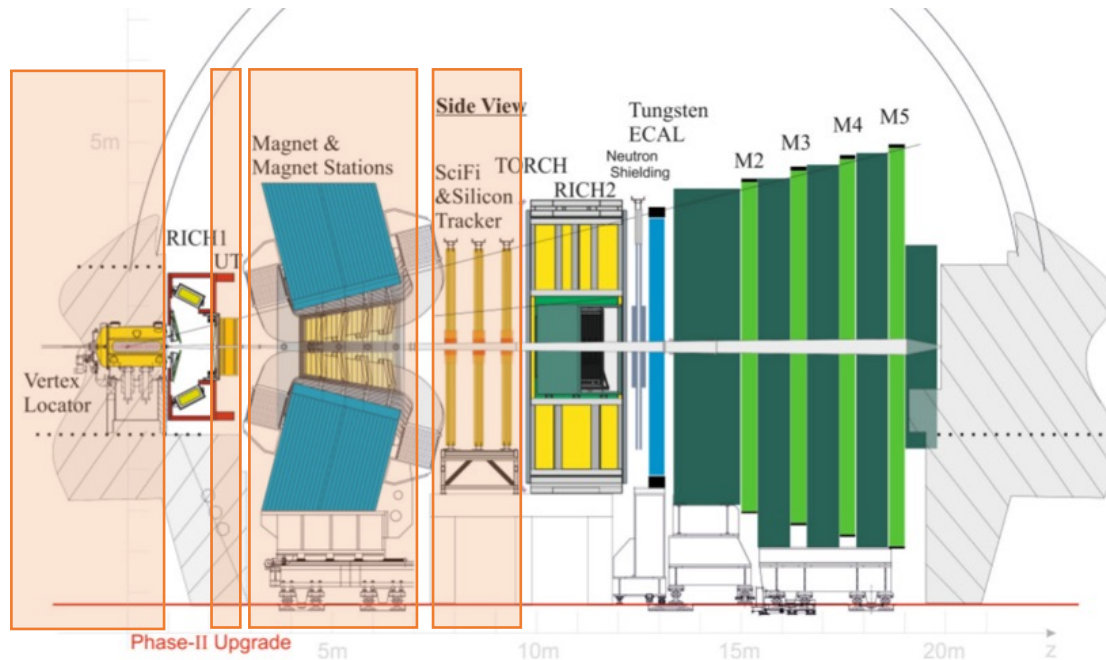 Side View
5m
Magnet &
Magnet Stations
SciFi
&Silicon
Tracker
TORCH
RICH2
Tungsten
ECAL
Neutron
Shielding
M2
M3
M4
M5
RICH1
UT
Vertex
Locator
Phase-II Upgrade
5m
10m
15m
20m
z